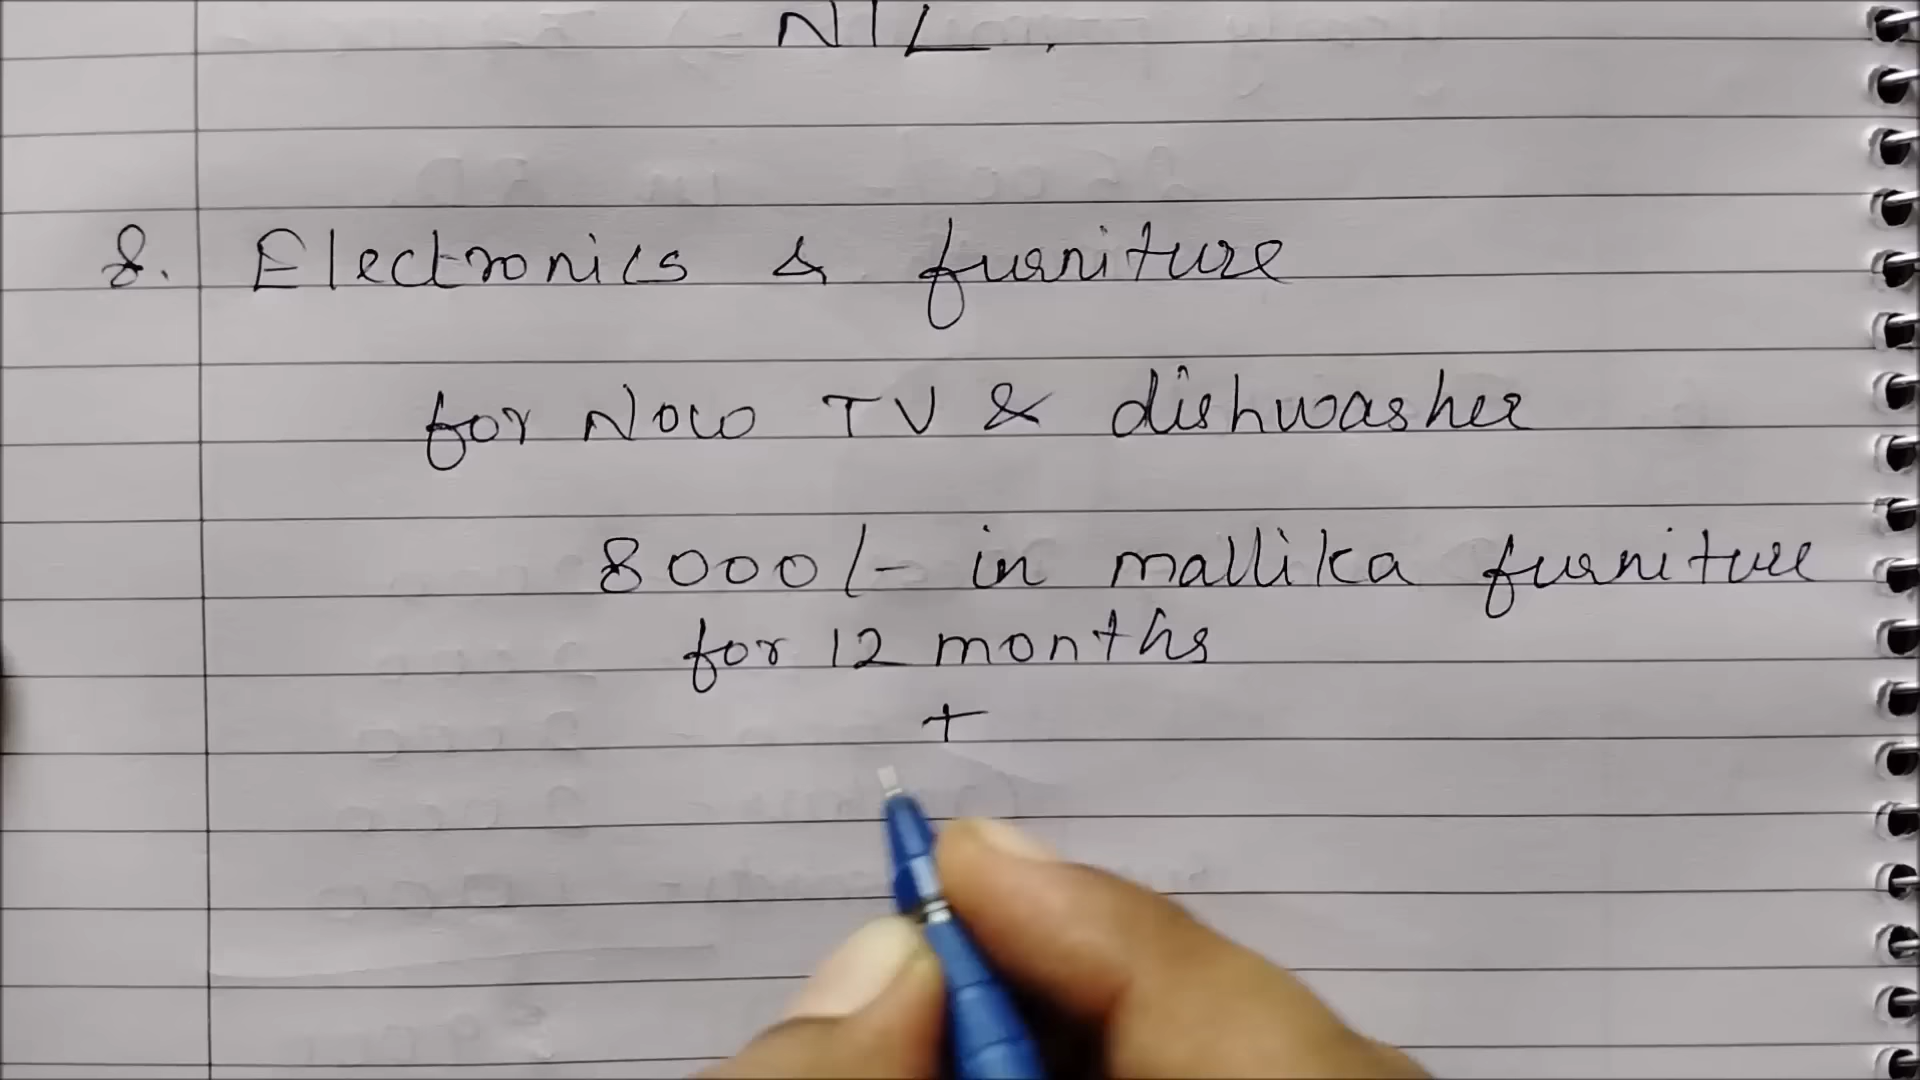 NIL.
8. Electronics & furniture
for Now TV & dishwasher
8000/- in mallika furniture
for 12 months
+